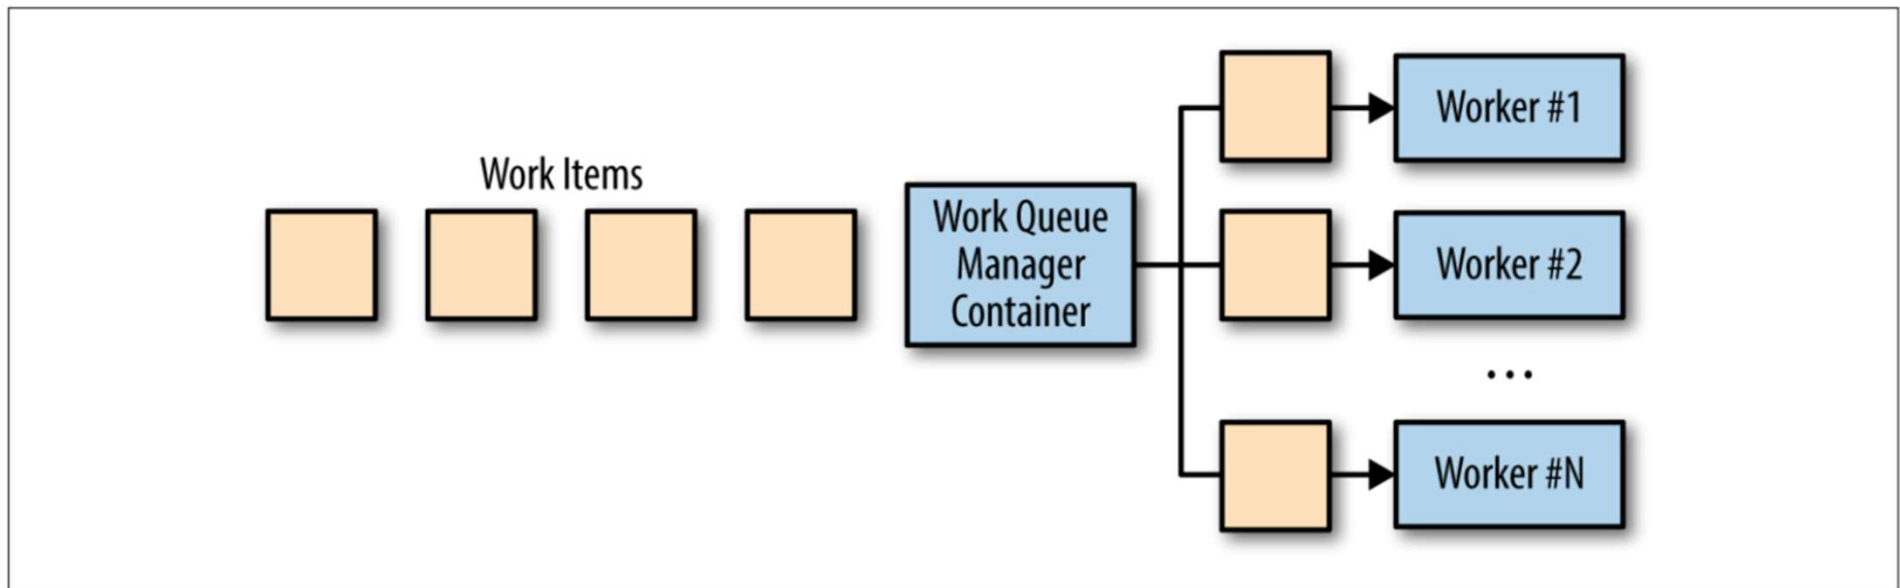 Work Items
Work Queue
Manager
Container
Worker #1
Worker #2
...
Worker #N